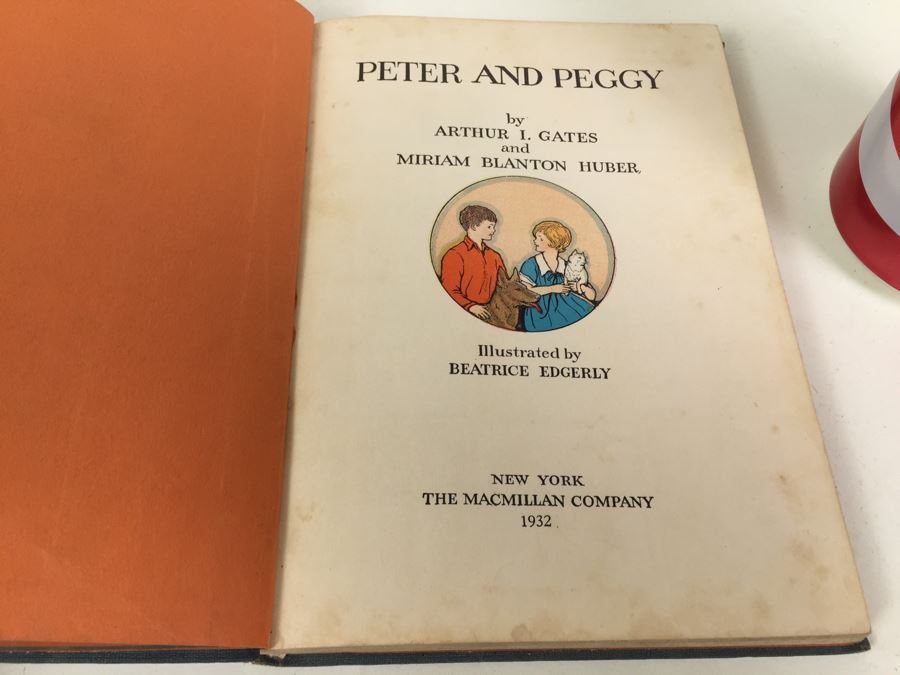 PETER AND PEGGY
by
ARTHUR I. GATES
and
MIRIAM BLANTON HUBER
Illustrated by
BEATRICE EDGERLY
NEW YORK
THE MACMILLAN COMPANY
1932